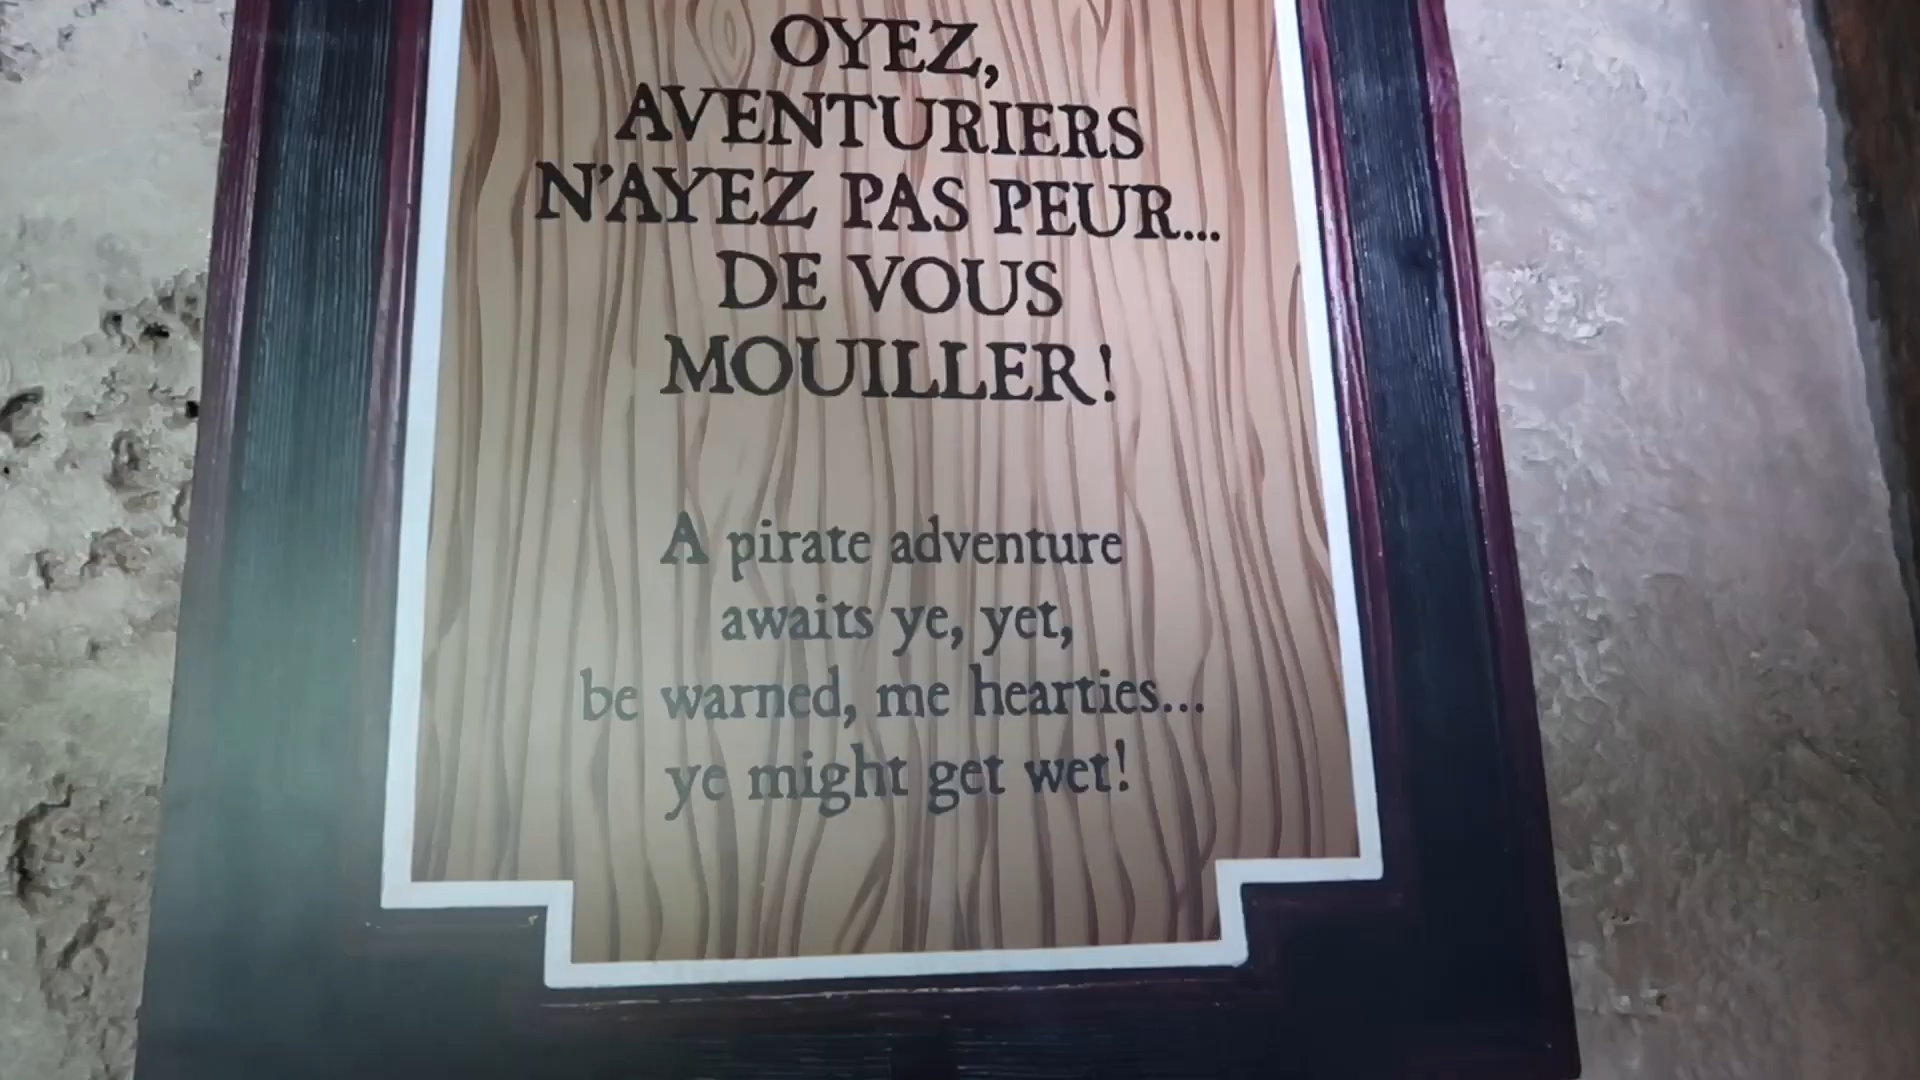 OYEZ,
AVENTURIERS
N'AYEZ PAS PEUR...
DE VOUS
MOUILLER!
A pirate adventure
awaits ye, yet,
be warned, me hearties...
ye might get wet!